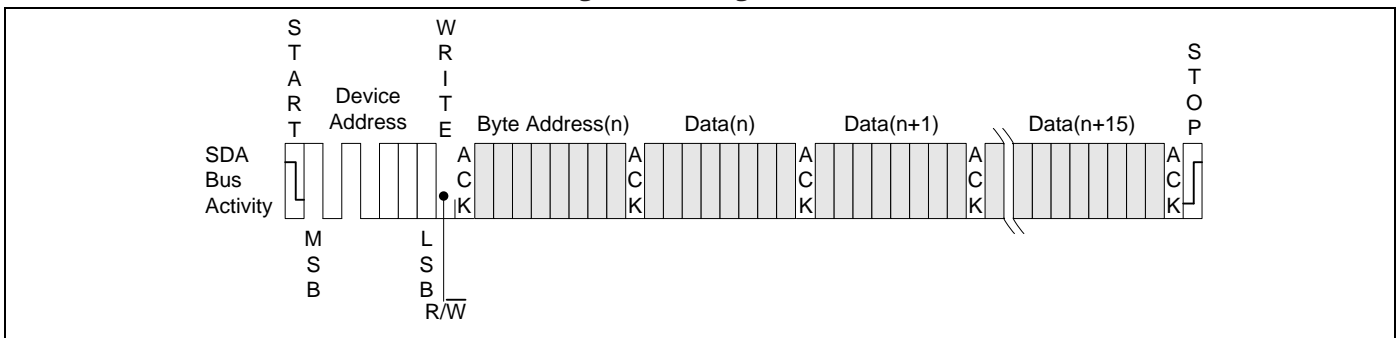 START
WRITE
STOP
Device
Address
Byte Address(n)
Data(n)
Data(n+1)
Data(n+15)
SDA
Bus
Activity
ACK
ACK
ACK
ACK
ACK
MSB
LSB
R/W̅